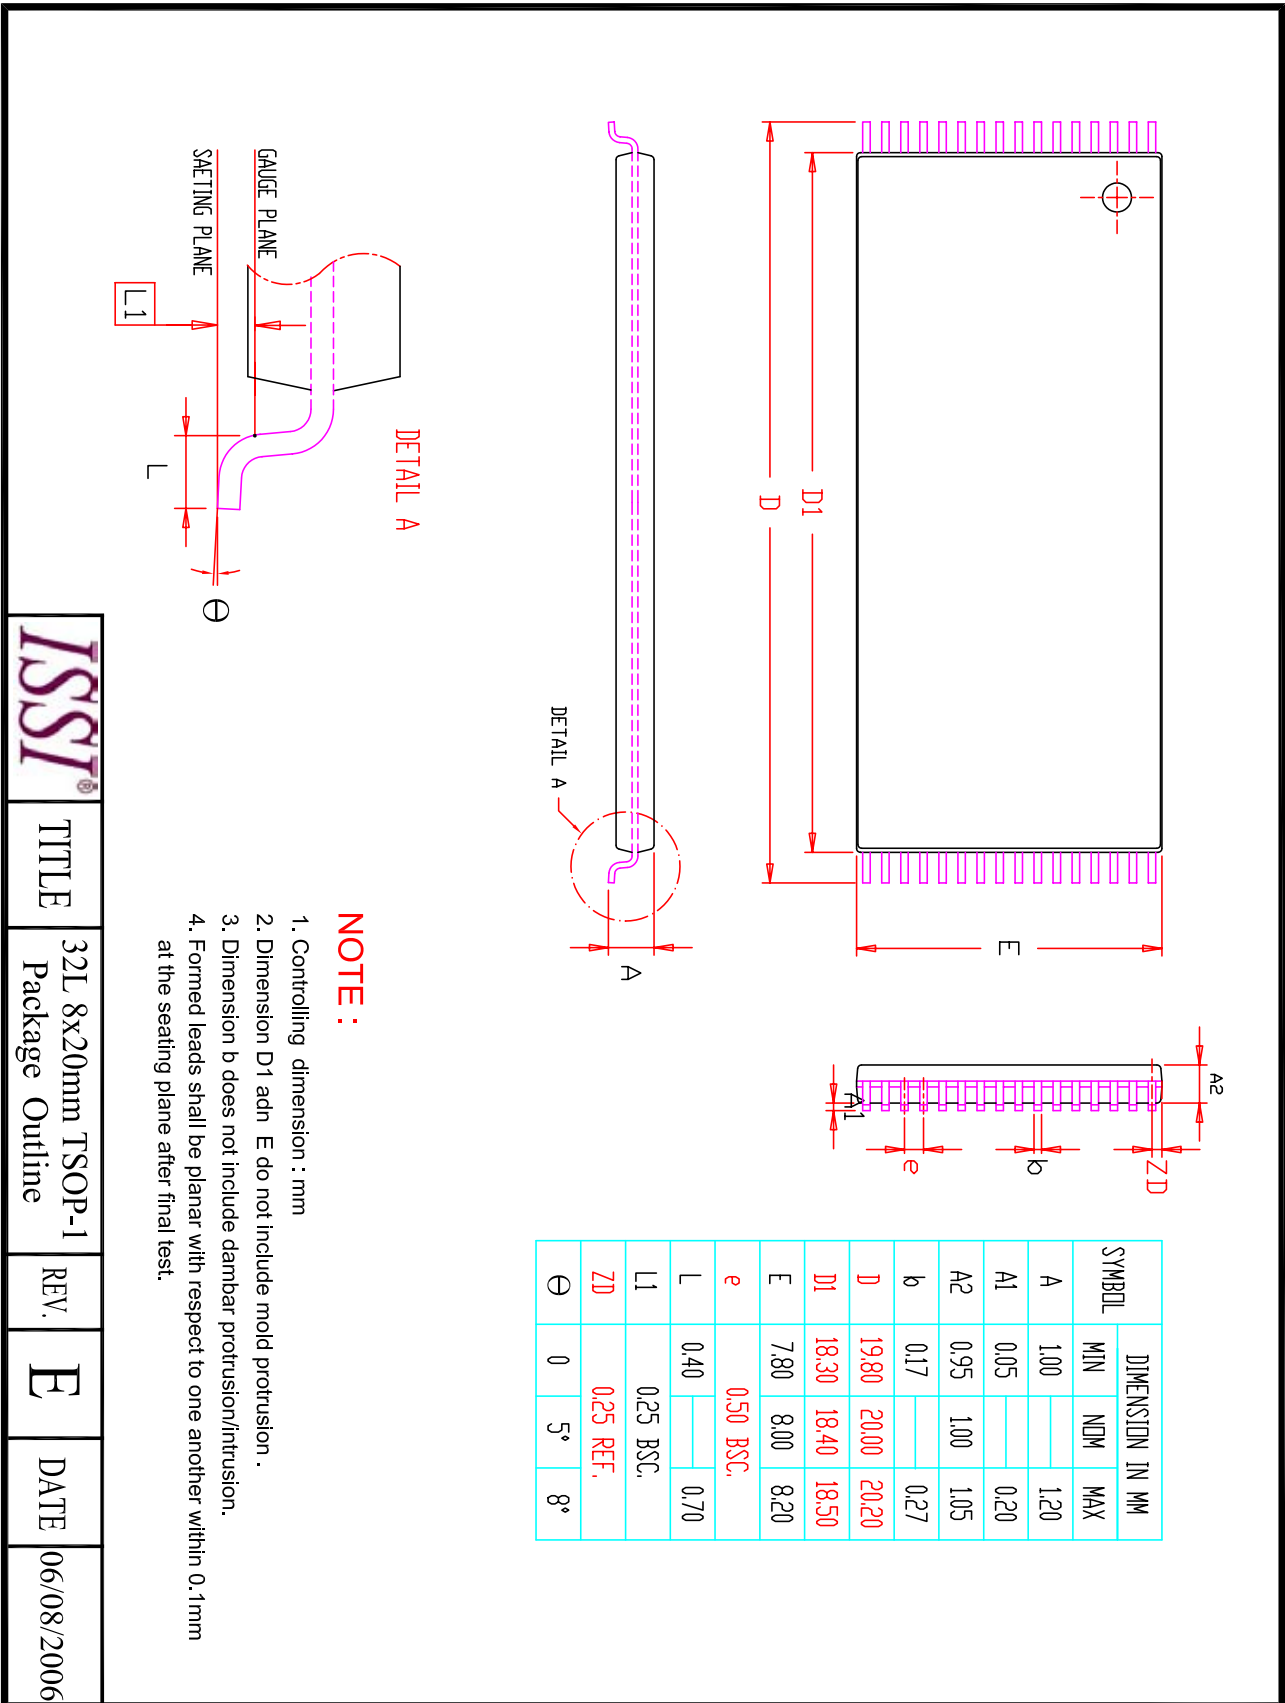 D1
D
E
A
DETAIL A
A2
A1
e
b
ZD
DETAIL A
GAUGE PLANE
SAETING PLANE
L1
L
Θ
SYMBOL DIMENSION IN MM
MIN NOM MAX
A 1.00 1.20
A1 0.05 0.20
A2 0.95 1.00 1.05
b 0.17 0.27
D 19.80 20.00 20.20
D1 18.30 18.40 18.50
E 7.80 8.00 8.20
e 0.50 BSC.
L 0.40 0.70
L1 0.25 BSC.
ZD 0.25 REF.
Θ 0 5° 8°
NOTE :
1. Controlling dimension : mm
2. Dimension D1 adn E do not include mold protrusion .
3. Dimension b does not include dambar protrusion/intrusion.
4. Formed leads shall be planar with respect to one another within 0.1mm
at the seating plane after final test.
ISSI®
TITLE
32L 8x20mm TSOP-1
Package Outline
REV.
E
DATE
06/08/2006